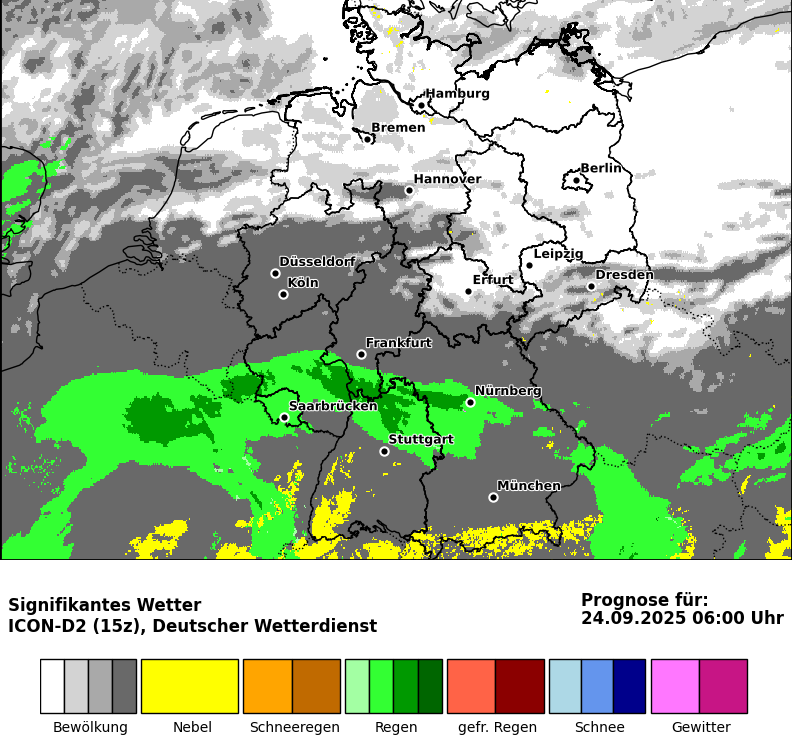 Hamburg
Bremen
Berlin
Hannover
Leipzig
Düsseldorf
Dresden
Erfurt
Köln
Frankfurt
Nürnberg
Saarbrücken
Stuttgart
München
Signifikantes Wetter
ICON-D2 (15z), Deutscher Wetterdienst
Prognose für:
24.09.2025 06:00 Uhr
Bewölkung
Nebel
Schneeregen
Regen
gefr. Regen
Schnee
Gewitter